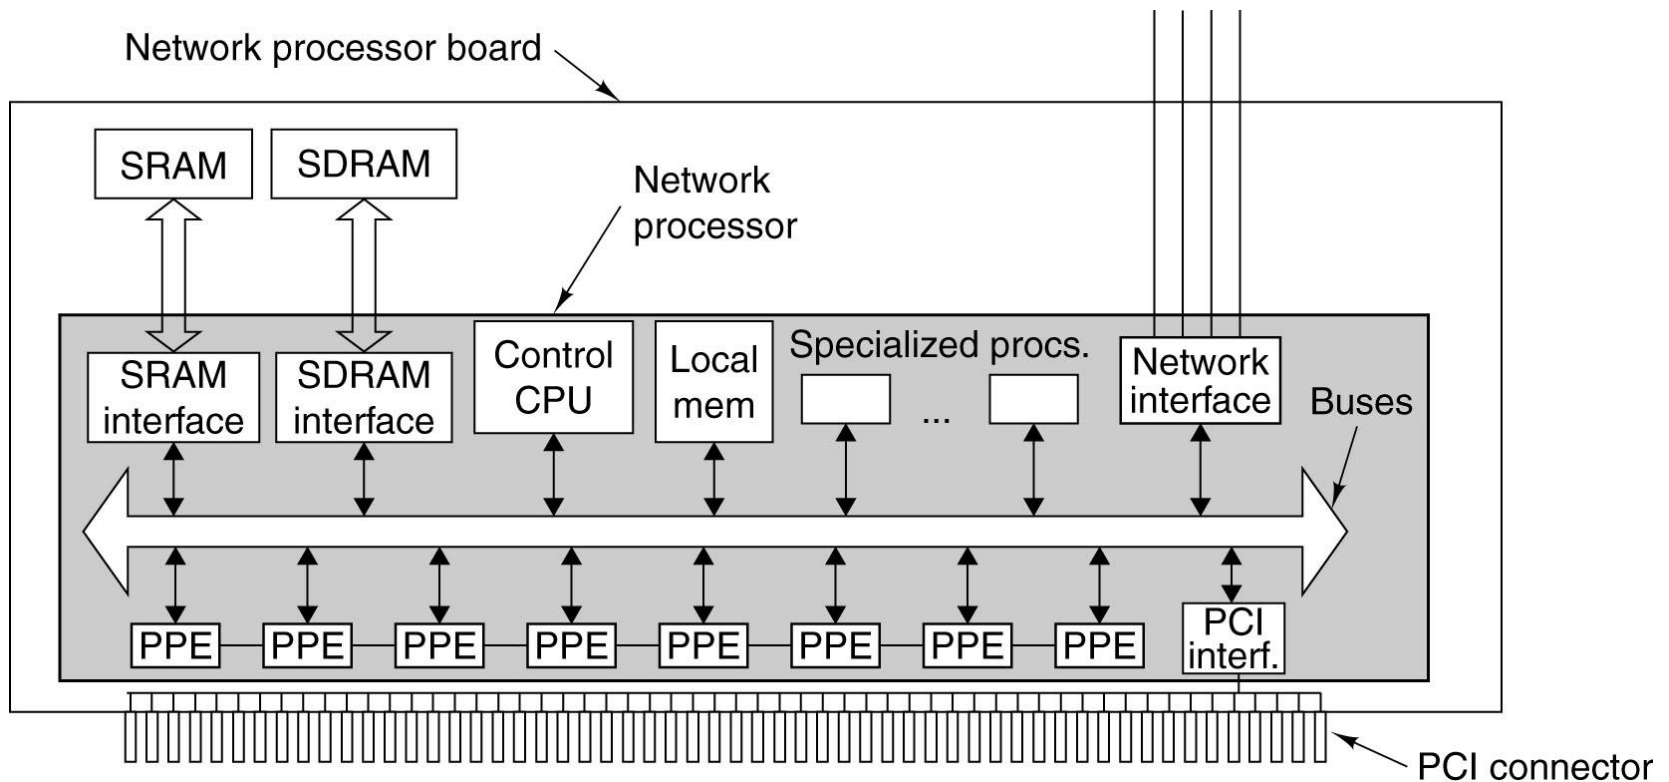 Network processor board
SRAM
SDRAM
Network
processor
SRAM
interface
SDRAM
interface
Control
CPU
Local
mem
Specialized procs.
...
Network
interface
Buses
PPE
PPE
PPE
PPE
PPE
PPE
PPE
PPE
PCI
interf.
PCI connector